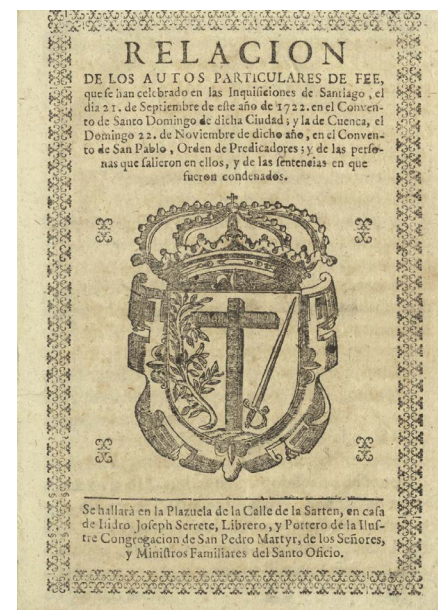 RELACION
DE LOS AUTOS PARTICULARES DE FEE,
que se han celebrado en las Inquisiciones de Santiago, el
dia 21. de Septiembre de este año de 1722. en el Conven-
to de Santo Domingo de dicha Ciudad; y la de Cuenca, el
Domingo 22. de Noviembre de dicho año, en el Conven-
to de San Pablo, Orden de Predicadores; y de las perso-
nas que salieron en ellos, y de las sentencias en que
fueron condenados.
Se hallarà en la Plazuela de la Calle de la Sarten, en casa
de Isidro Joseph Serrete, Librero, y Portero de la Ilus-
tre Congregacion de San Pedro Martyr, de los Señores,
y Ministros Familiares del Santo Oficio.